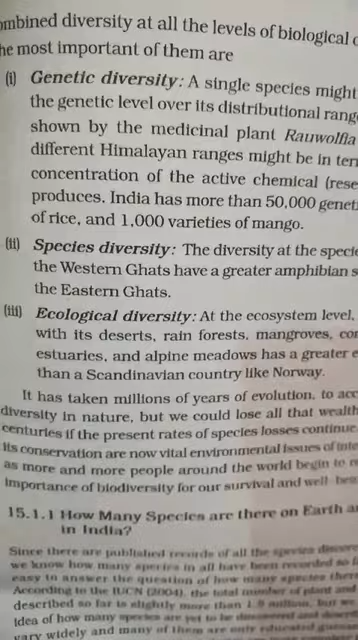 ombined diversity at all the levels of biological
he most important of them are
(i) Genetic diversity: A single species might
the genetic level over its distributional rang
shown by the medicinal plant Rauwolfia
different Himalayan ranges might be in ter
concentration of the active chemical (rese
produces. India has more than 50,000 geneti
of rice, and 1,000 varieties of mango.
(ii) Species diversity: The diversity at the specie
the Western Ghats have a greater amphibian s
the Eastern Ghats.
(iii) Ecological diversity: At the ecosystem level,
with its deserts, rain forests, mangroves, cor
estuaries, and alpine meadows has a greater e
than a Scandinavian country like Norway.
It has taken millions of years of evolution, to acc
diversity in nature, but we could lose all that wealth
centuries if the present rates of species losses continue
its conservation are now vital environmental issues of inte
as more and more people around the world begin to
importance of biodiversity for our survival and well-bei
15.1.1 How Many Species are there on Earth a
in India?
Since there are published records of all the species discove
we know how many species in all have been recorded so f
easy to answer the question of how many species there
According to the IUCN (2004), the total number of plant and
described so far is slightly more than 1.5 million, but we
idea of how many species are yet to be discovered and descri
vary widely and many of them are only educated guesse